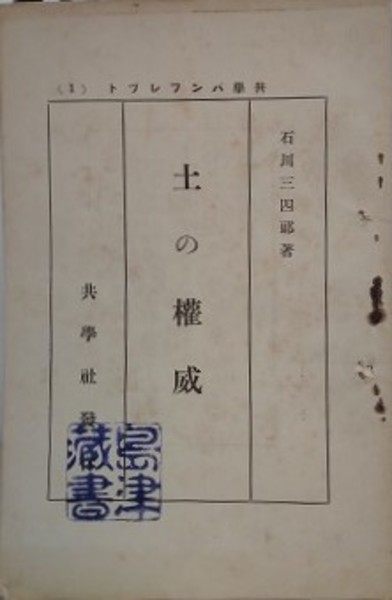 共學パンフレツト (1)
石川三四郎著
土の權威
共學社發
島津藏書